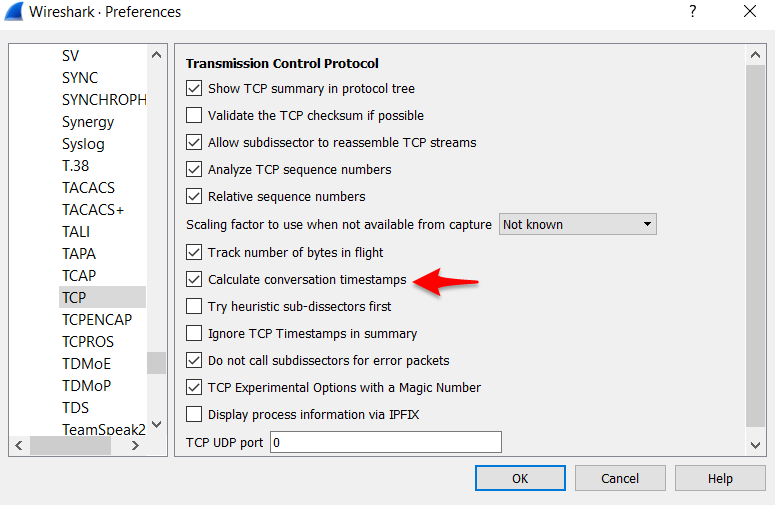 Wireshark · Preferences
?
SV
SYNC
SYNCHROPH
Synergy
Syslog
T.38
TACACS
TACACS+
TALI
TAPA
TCAP
TCP
TCPENCAP
TCPROS
TDMoE
TDMoP
TDS
TeamSpeak2
Transmission Control Protocol
Show TCP summary in protocol tree
Validate the TCP checksum if possible
Allow subdissector to reassemble TCP streams
Analyze TCP sequence numbers
Relative sequence numbers
Scaling factor to use when not available from capture Not known
Track number of bytes in flight
Calculate conversation timestamps
Try heuristic sub-dissectors first
Ignore TCP Timestamps in summary
Do not call subdissectors for error packets
TCP Experimental Options with a Magic Number
Display process information via IPFIX
TCP UDP port 0
OK Cancel Help